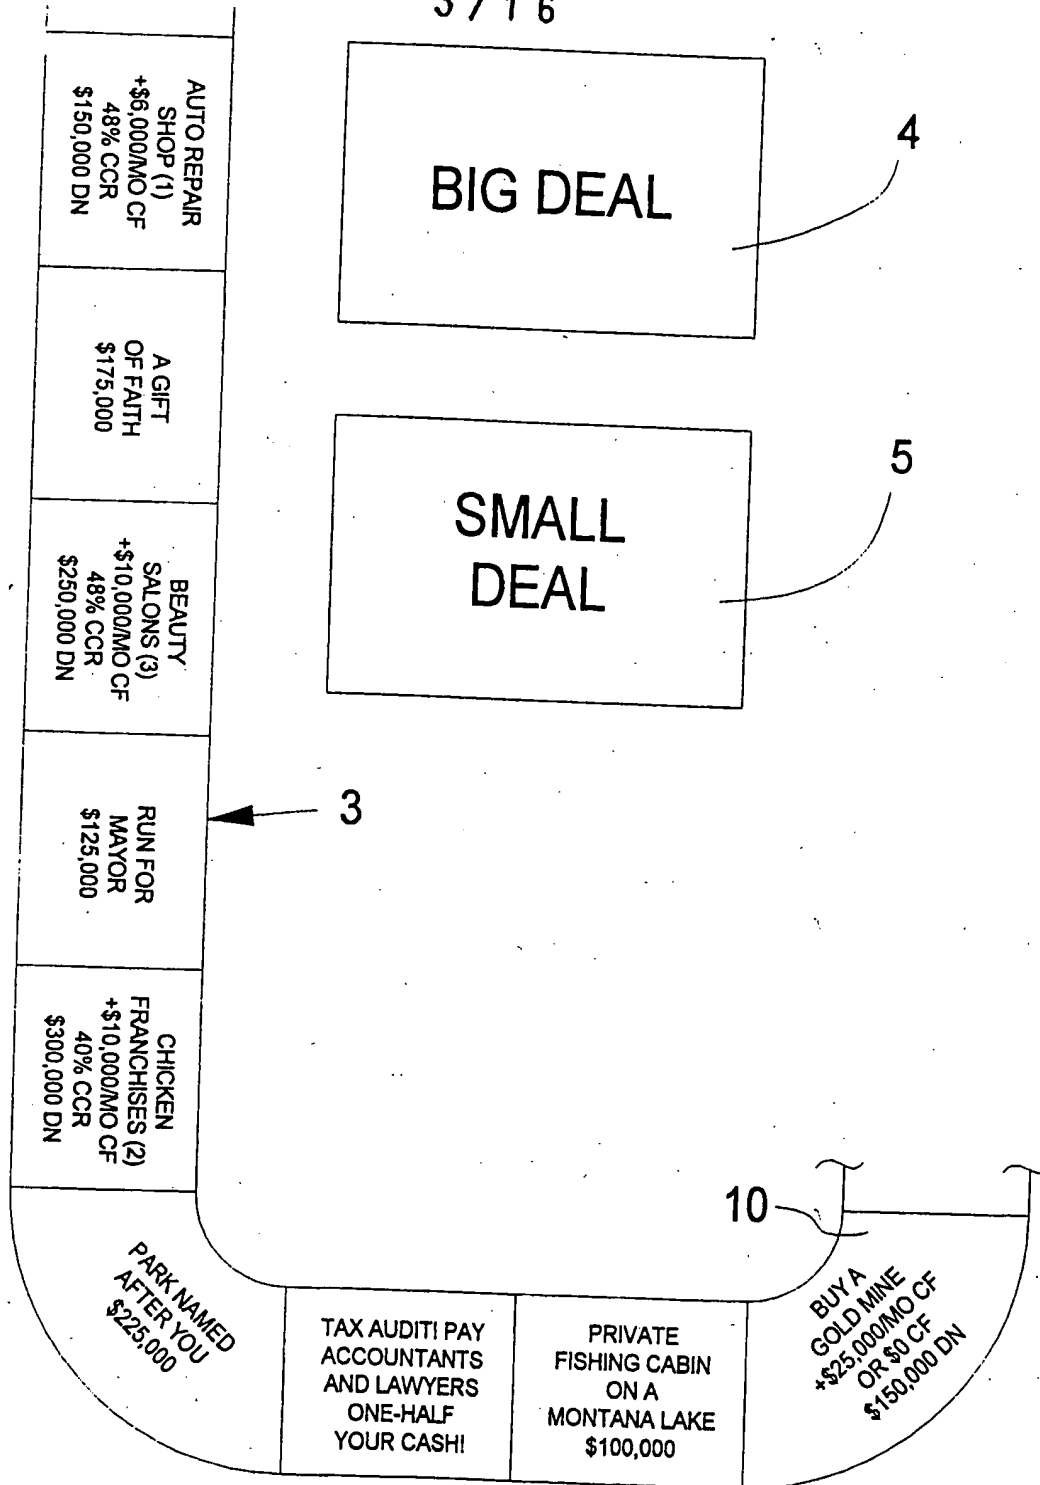 3/16
BIG DEAL
4
SMALL
DEAL
5
AUTO REPAIR
SHOP (1)
+$6,000/MO CF
48% CCR
$150,000 DN
A GIFT
OF FAITH
$175,000
BEAUTY
SALONS (3)
+$10,000/MO CF
48% CCR
$250,000 DN
RUN FOR
MAYOR
$125,000
3
CHICKEN
FRANCHISES (2)
+$10,000/MO CF
40% CCR
$300,000 DN
PARK NAMED
AFTER YOU
$225,000
TAX AUDIT! PAY
ACCOUNTANTS
AND LAWYERS
ONE-HALF
YOUR CASH!
PRIVATE
FISHING CABIN
ON A
MONTANA LAKE
$100,000
10
BUY A
GOLD MINE
+$25,000/MO CF
OR $0 CF
$150,000 DN